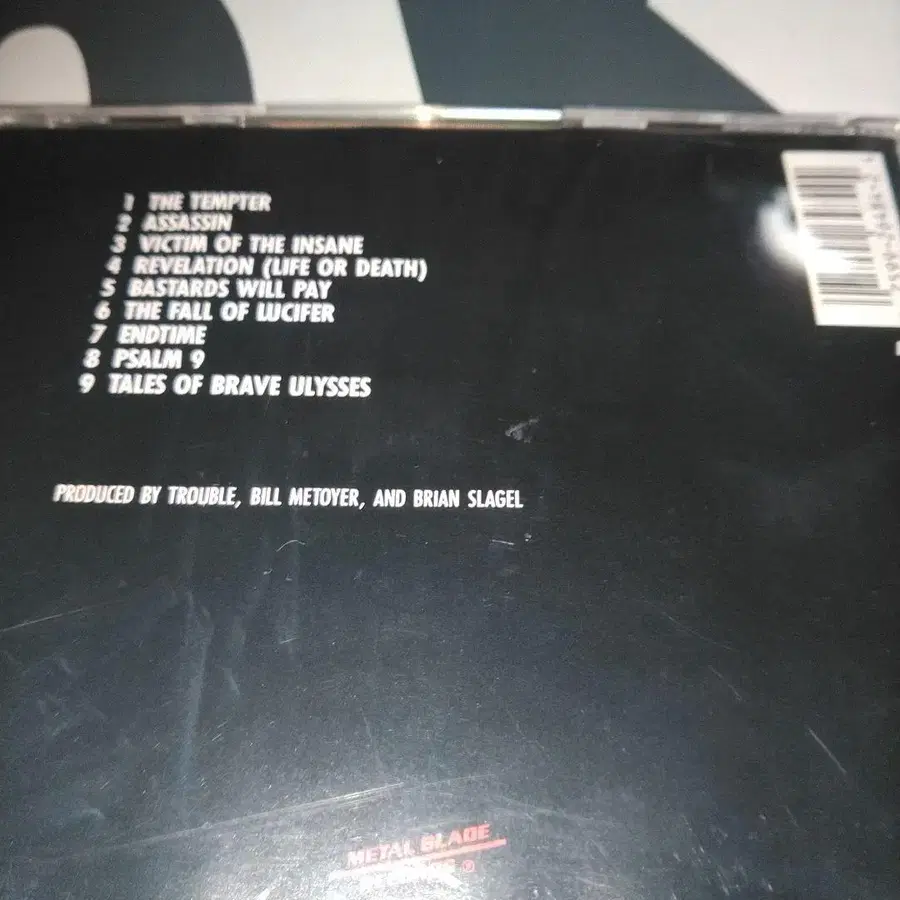 1 THE TEMPTER
2 ASSASSIN
3 VICTIM OF THE INSANE
4 REVELATION (LIFE OR DEATH)
5 BASTARDS WILL PAY
6 THE FALL OF LUCIFER
7 ENDTIME
8 PSALM 9
9 TALES OF BRAVE ULYSSES
PRODUCED BY TROUBLE, BILL METOYER, AND BRIAN SLAGEL
METAL BLADE